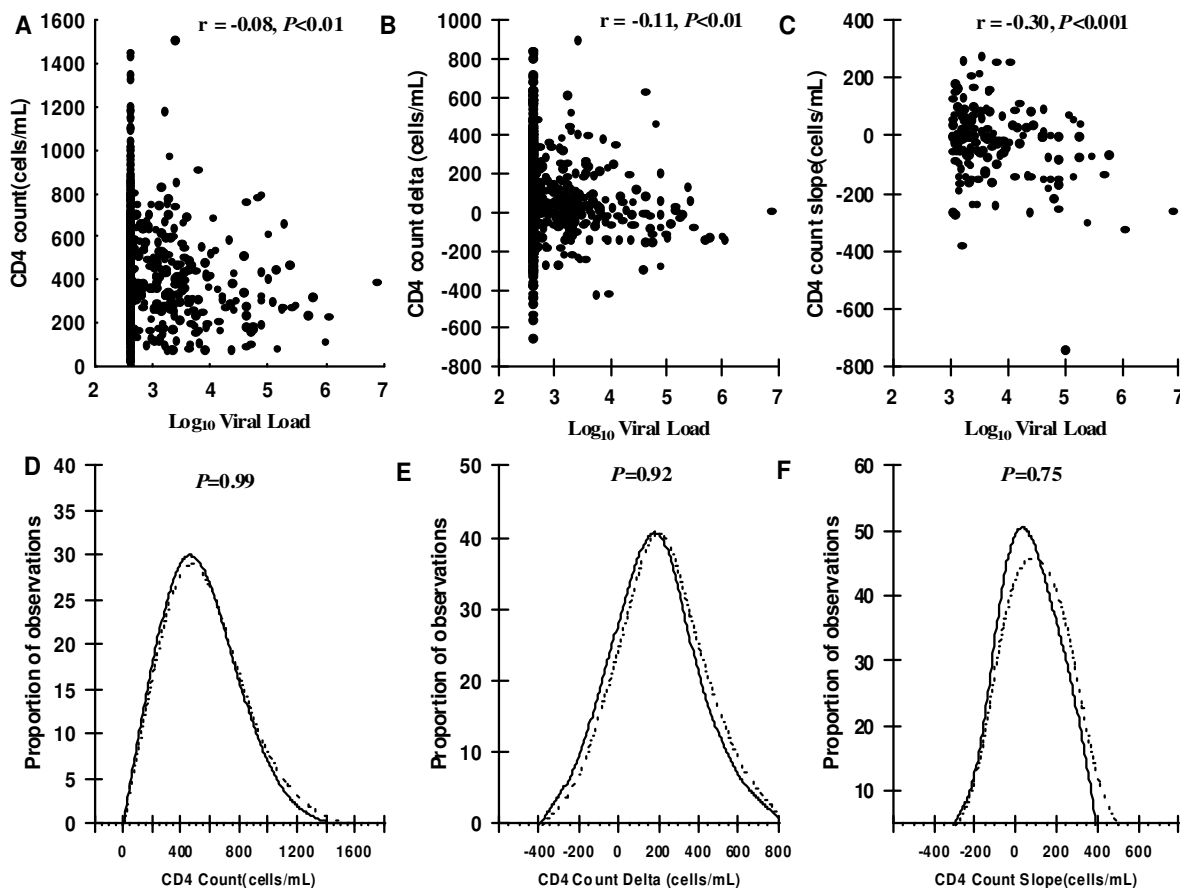 A
r = -0.08, P<0.01
1600
1400
1200
1000
800
600
400
200
0
CD4 count(cells/mL)
2 3 4 5 6 7
Log10 Viral Load
B
r = -0.11, P<0.01
1000
800
600
400
200
0
-200
-400
-600
-800
CD4 count delta (cells/mL)
2 3 4 5 6 7
Log10 Viral Load
C
r = -0.30, P<0.001
400
200
0
-200
-400
-600
-800
CD4 count slope(cells/mL)
2 3 4 5 6 7
Log10 Viral Load
D
P=0.99
40
35
30
25
20
15
10
5
0
Proportion of observations
0 400 800 1200 1600
CD4 Count(cells/mL)
E
P=0.92
50
40
30
20
10
0
Proportion of observations
-400 -200 0 200 400 600 800
CD4 Count Delta (cells/mL)
F
P=0.75
60
50
40
30
20
10
Proportion of observations
-400 -200 0 200 400 600
CD4 Count Slope(cells/mL)